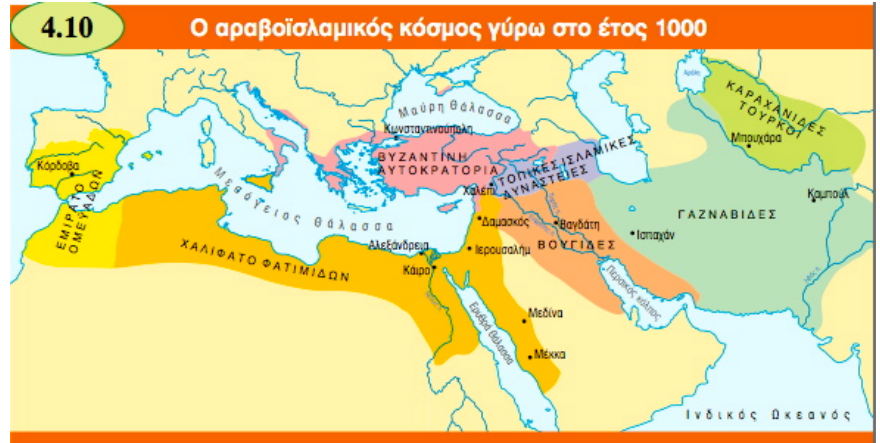 4.10
Ο αραβοϊσλαμικός κόσμος γύρω στο έτος 1000
Αράλη
ΚΑΡΑΧΑΝΙΔΕΣ
ΤΟΥΡΚΟΙ
Μαύρη Θάλασσα
Κωνσταντινούπολη
Μπουχάρα
ΒΥΖΑΝΤΙΝΗ
ΑΥΤΟΚΡΑΤΟΡΙΑ
ΤΟΠΙΚΕΣ ΙΣΛΑΜΙΚΕΣ
ΔΥΝΑΣΤΕΙΕΣ
Κόρδοβα
Χαλέπι
Καμπούλ
ΕΜΙΡΑΤΟ
ΟΜΕΥΑΔΩΝ
Μεσόγειος Θάλασσα
Δαμασκός
Βαγδάτη
ΓΑΖΝΑΒΙΔΕΣ
Ισπαχάν
ΧΑΛΙΦΑΤΟ ΦΑΤΙΜΙΔΩΝ
Αλεξάνδρεια
Ιερουσαλήμ
ΒΟΥΓΙΔΕΣ
Κάιρο
Περσικός κόλπος
Ερυθρά θάλασσα
Μεδίνα
Μέκκα
Ινδικός Ωκεανός